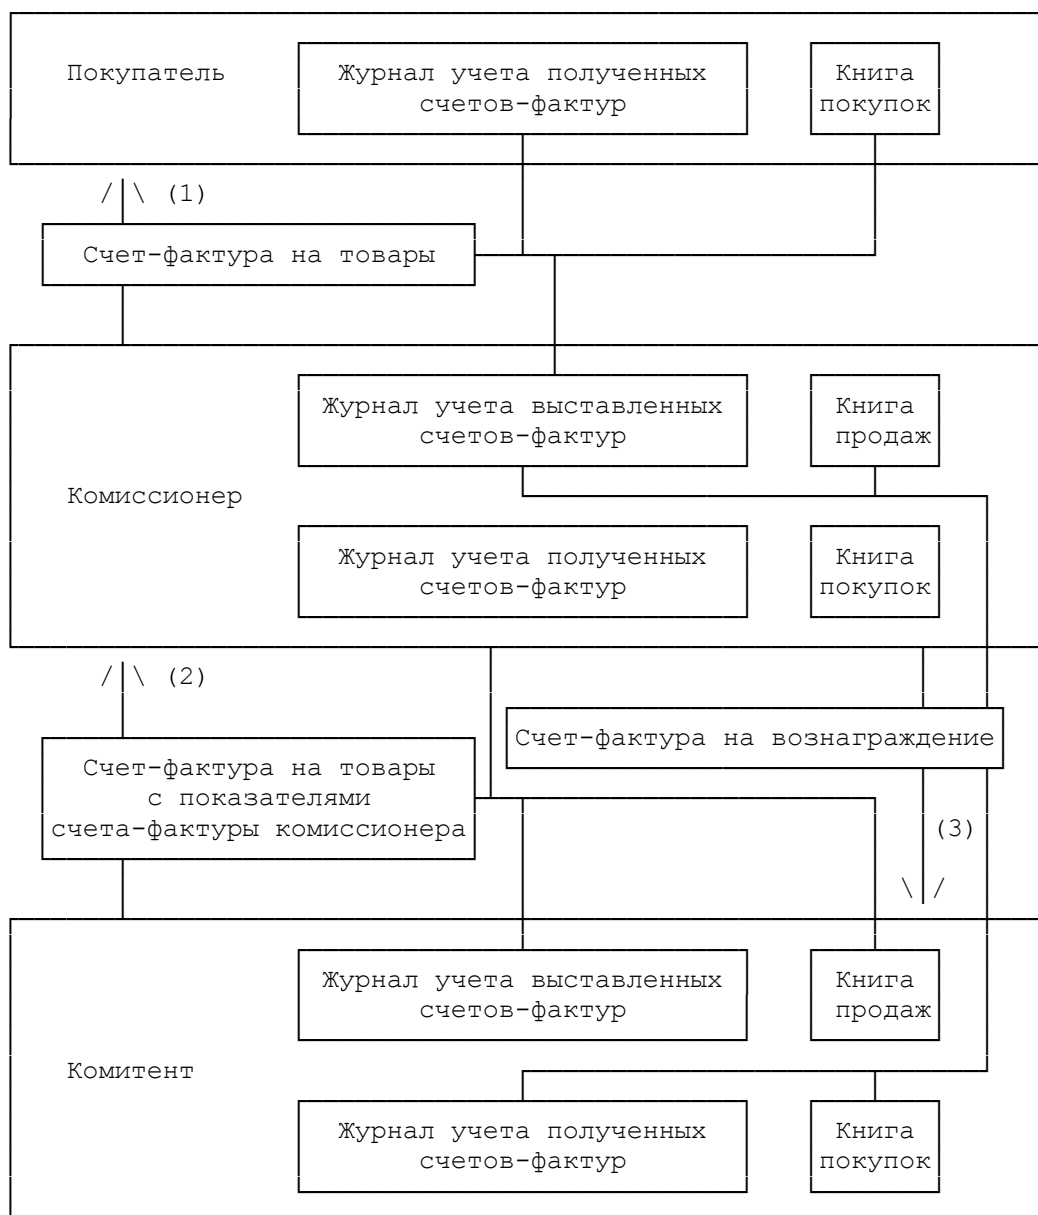 Покупатель
Журнал учета полученных
счетов-фактур
Книга
покупок
(1)
Счет-фактура на товары
Журнал учета выставленных
счетов-фактур
Книга
продаж
Комиссионер
Журнал учета полученных
счетов-фактур
Книга
покупок
(2)
Счет-фактура на вознаграждение
Счет-фактура на товары
с показателями
счета-фактуры комиссионера
(3)
Журнал учета выставленных
счетов-фактур
Книга
продаж
Комитент
Журнал учета полученных
счетов-фактур
Книга
покупок